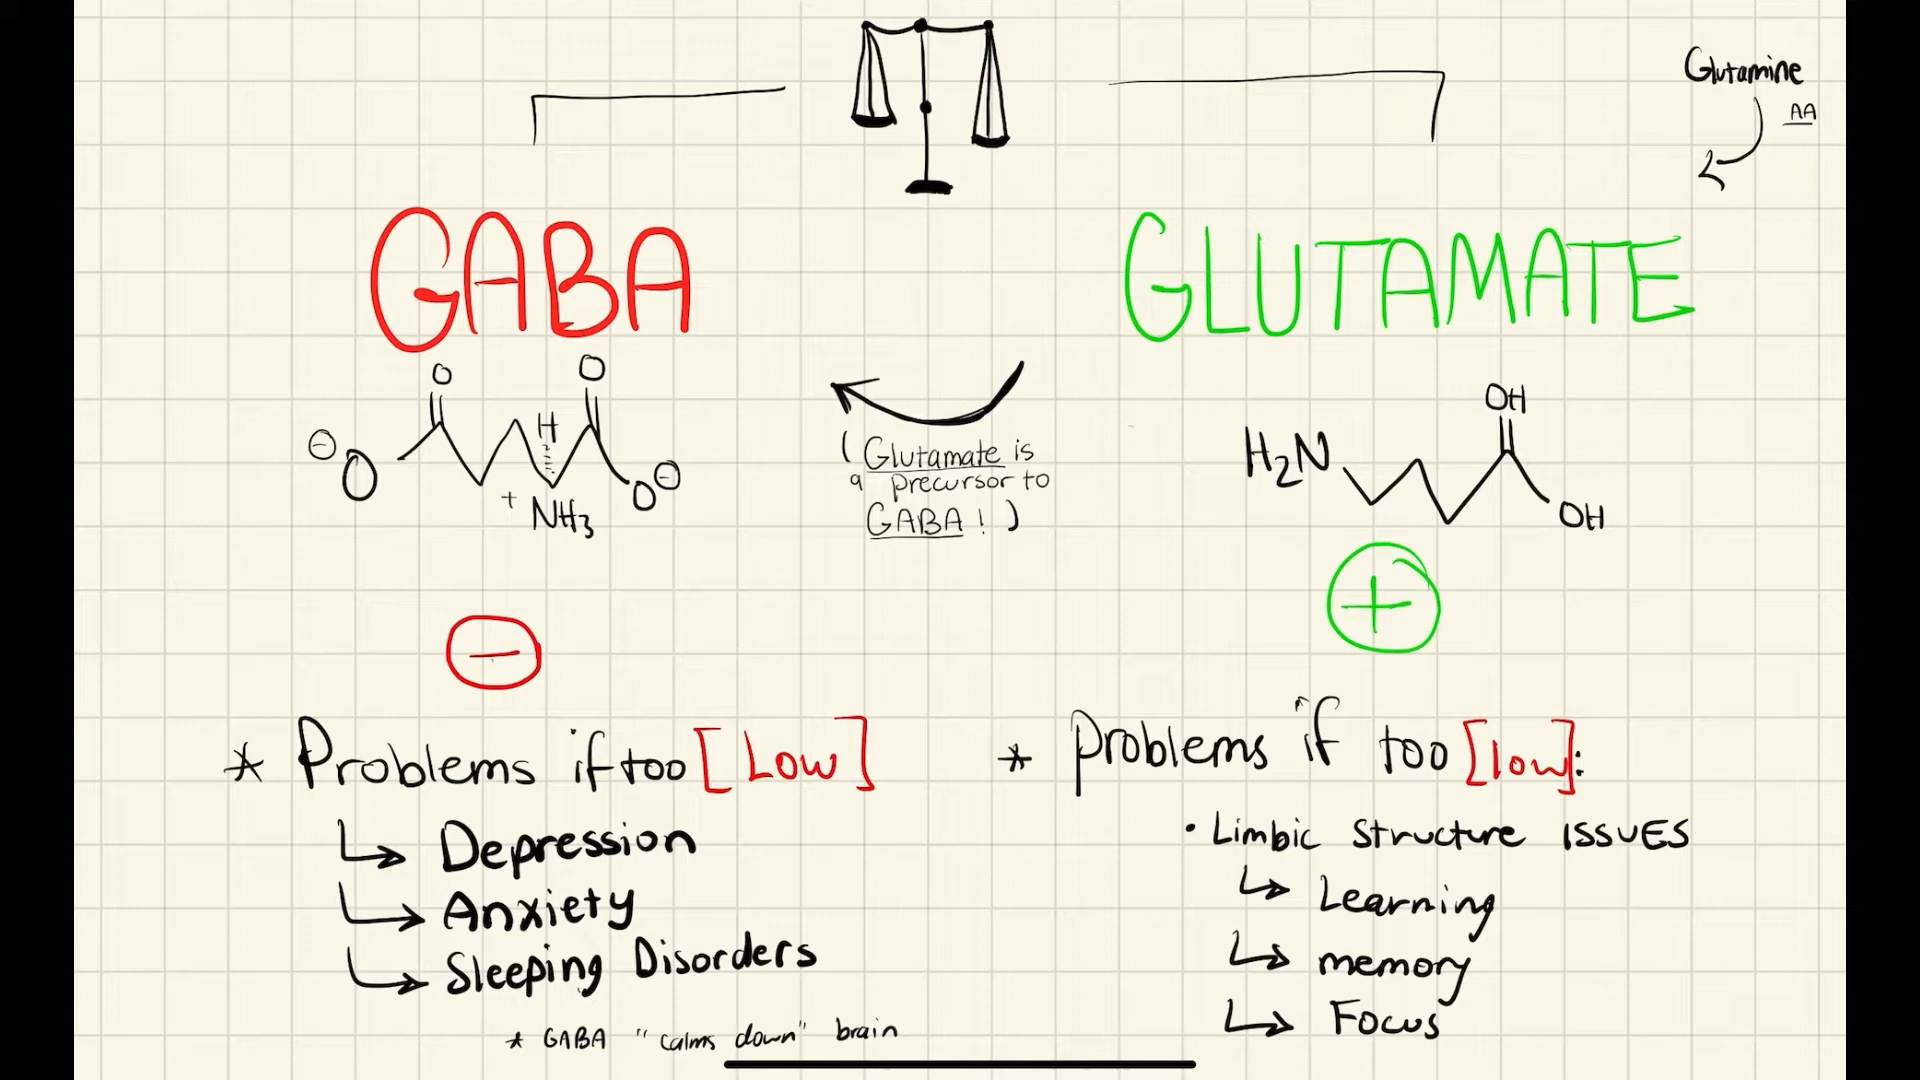 Glutamine
AA
GABA
GLUTAMATE
O
O
H
⊖
O
O
⊖
+
NH3
(Glutamate is
a precursor to
GABA!)
OH
H2N
OH
⊖
⊕
* Problems if too [Low]
↳ Depression
↳ Anxiety
↳ Sleeping Disorders
* GABA "calms down" brain
* Problems if too [low]:
• Limbic Structure ISSUES
↳ Learning
↳ memory
↳ Focus